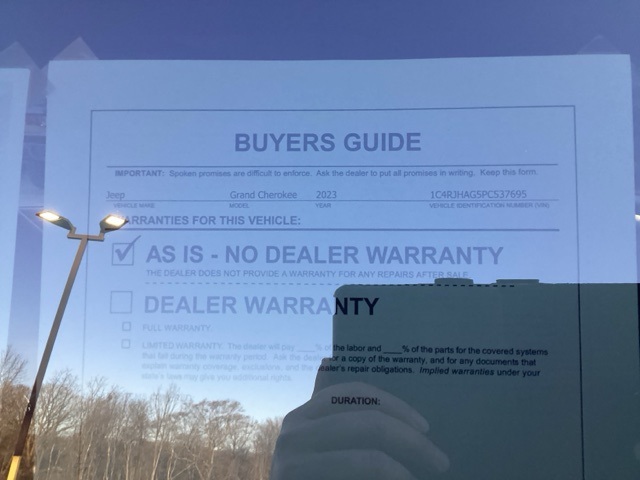 BUYERS GUIDE
IMPORTANT: Spoken promises are difficult to enforce. Ask the dealer to put all promises in writing. Keep this form.
Jeep Grand Cherokee 2023 1C4RJHAG5PC537695
VEHICLE MAKE MODEL YEAR VEHICLE IDENTIFICATION NUMBER (VIN)
WARRANTIES FOR THIS VEHICLE:
AS IS - NO DEALER WARRANTY
THE DEALER DOES NOT PROVIDE A WARRANTY FOR ANY REPAIRS AFTER SALE.
DEALER WARRANTY
FULL WARRANTY.
LIMITED WARRANTY. The dealer will pay ____% of the labor and ____% of the parts for the covered systems
that fail during the warranty period. Ask the dealer for a copy of the warranty, and for any documents that
explain warranty coverage, exclusions, and the dealer's repair obligations. Implied warranties under your
state's laws may give you additional rights.
DURATION: